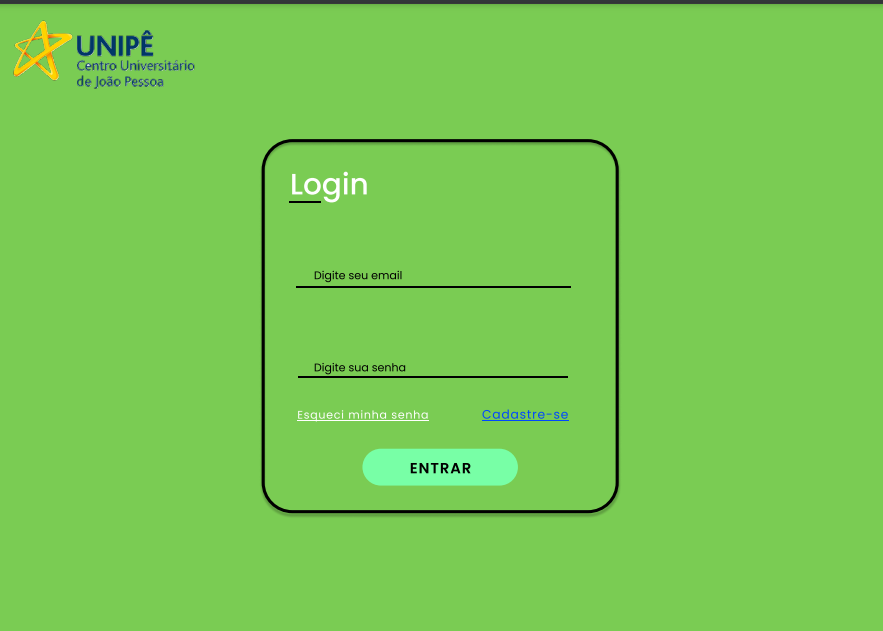 UNIPÊ
Centro Universitário
de João Pessoa
Login
Digite seu email
Digite sua senha
Esqueci minha senha
Cadastre-se
ENTRAR